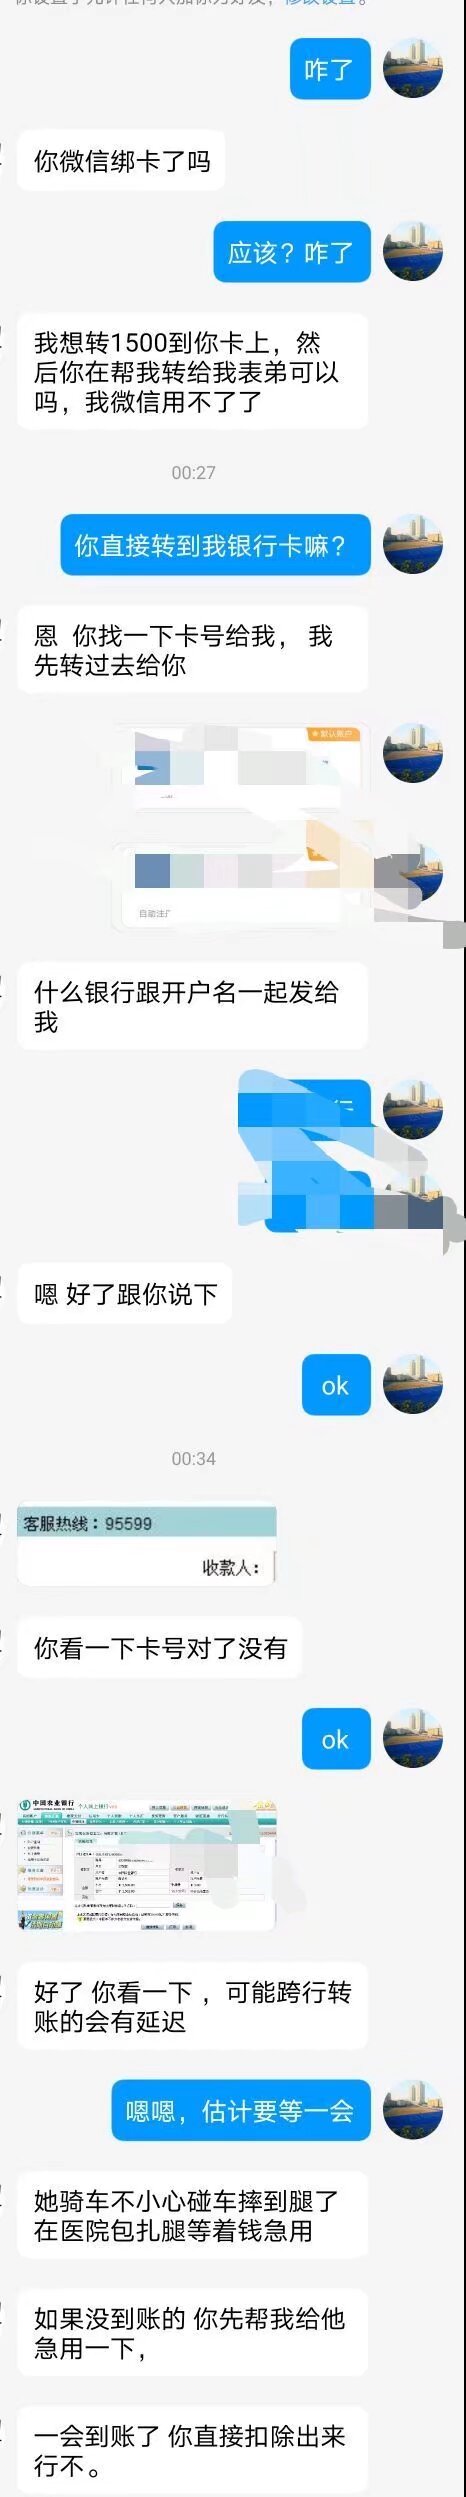 咋了
你微信绑卡了吗
应该？咋了
我想转1500到你卡上，然
后你在帮我转给我表弟可以
吗，我微信用不了了
00:27
你直接转到我银行卡嘛？
恩 你找一下卡号给我， 我
先转过去给你
默认账户
什么银行跟开户名一起发给
我
嗯 好了跟你说下
ok
00:34
客服热线：95599
收款人：
你看一下卡号对了没有
ok
中国农业银行
好了 你看一下 ，可能跨行转
账的会有延迟
嗯嗯，估计要等一会
她骑车不小心碰车摔到腿了
在医院包扎腿等着钱急用
如果没到账的 你先帮我给他
急用一下，
一会到账了 你直接扣除出来
行不。